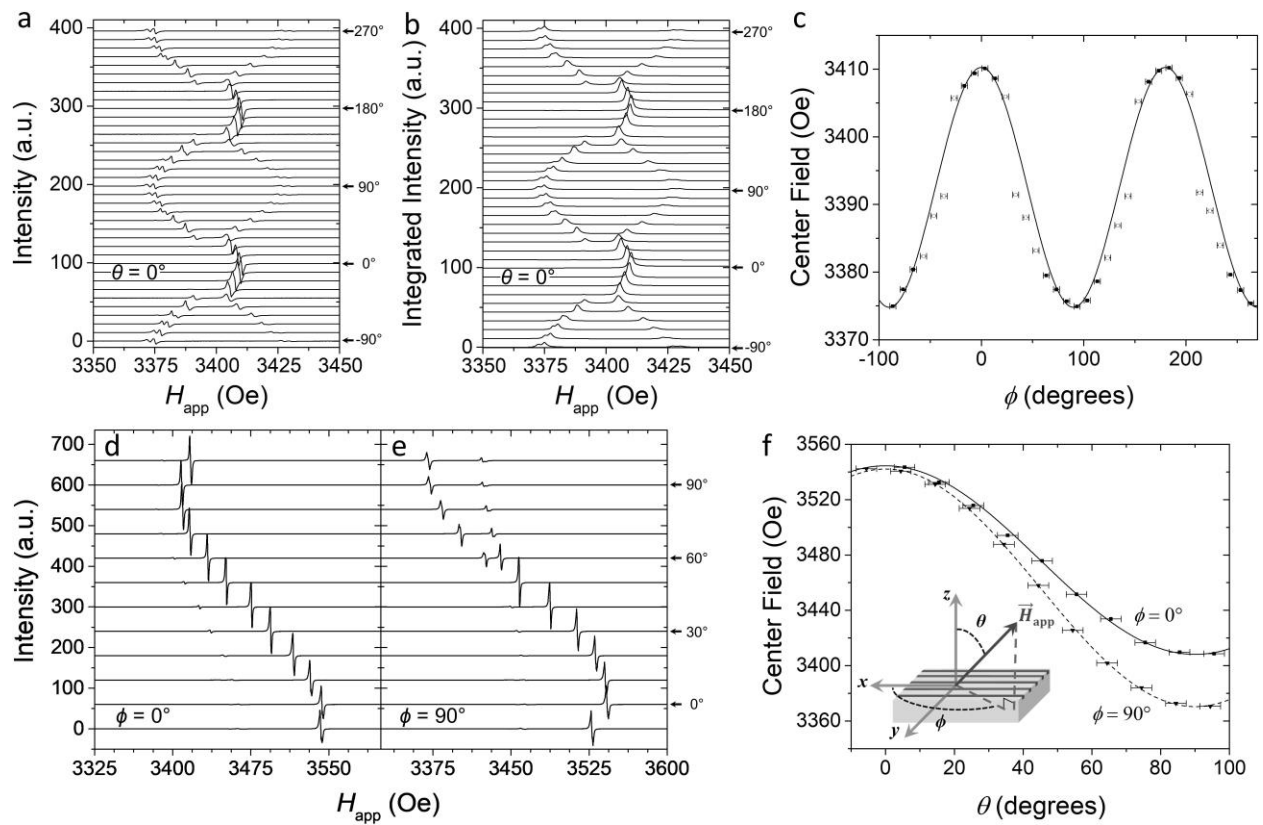 a
400
300
200
100
0
Intensity (a.u.)
270°
180°
90°
0°
-90°
θ = 0°
3350 3375 3400 3425 3450
H_app (Oe)
b
400
300
200
100
0
Integrated Intensity (a.u.)
270°
180°
90°
0°
-90°
θ = 0°
3350 3375 3400 3425 3450
H_app (Oe)
c
3410
3400
3390
3380
3370
Center Field (Oe)
-100 0 100 200
ϕ (degrees)
d
700
600
500
400
300
200
100
0
Intensity (a.u.)
ϕ = 0°
3325 3400 3475 3550
e
90°
60°
30°
0°
ϕ = 90°
3375 3450 3525 3600
H_app (Oe)
f
3560
3520
3480
3440
3400
3360
Center Field (Oe)
z
θ
H_app
x
y
ϕ
ϕ = 0°
ϕ = 90°
0 20 40 60 80 100
θ (degrees)